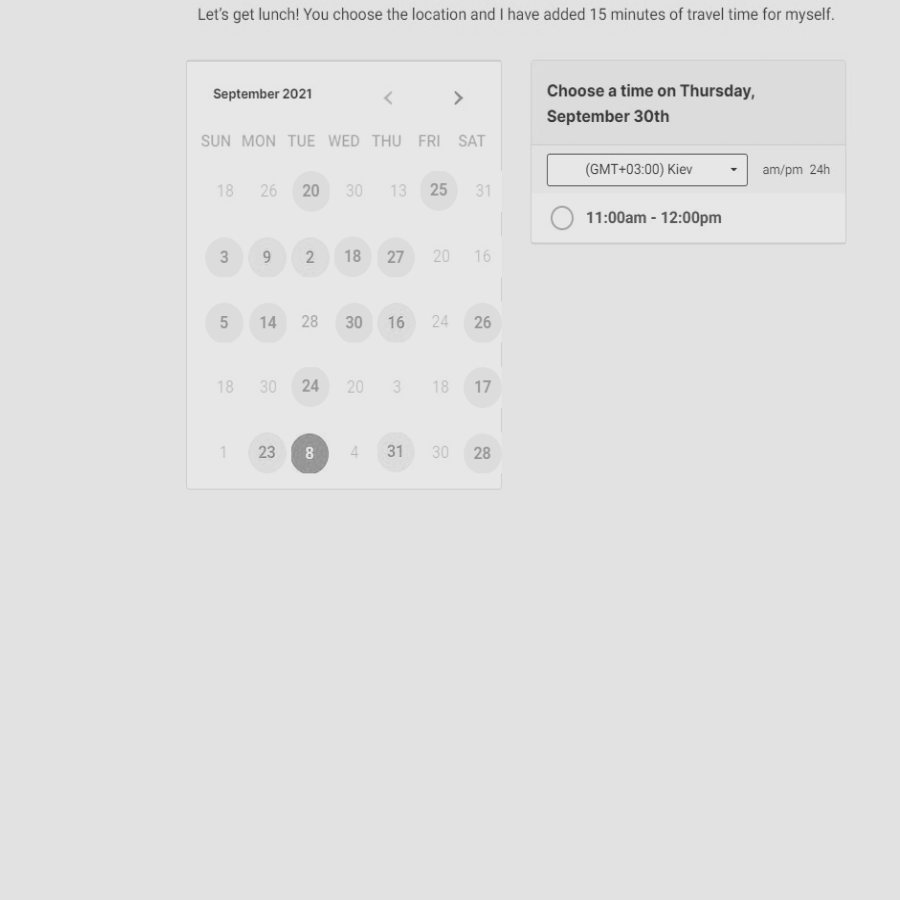 Let's get lunch! You choose the location and I have added 15 minutes of travel time for myself.
September 2021
SUN MON TUE WED THU FRI SAT
18 26 20 30 13 25 31
3 9 2 18 27 20 16
5 14 28 30 16 24 26
18 30 24 20 3 18 17
1 23 8 4 31 30 28
Choose a time on Thursday,
September 30th
(GMT+03:00) Kiev am/pm 24h
11:00am - 12:00pm